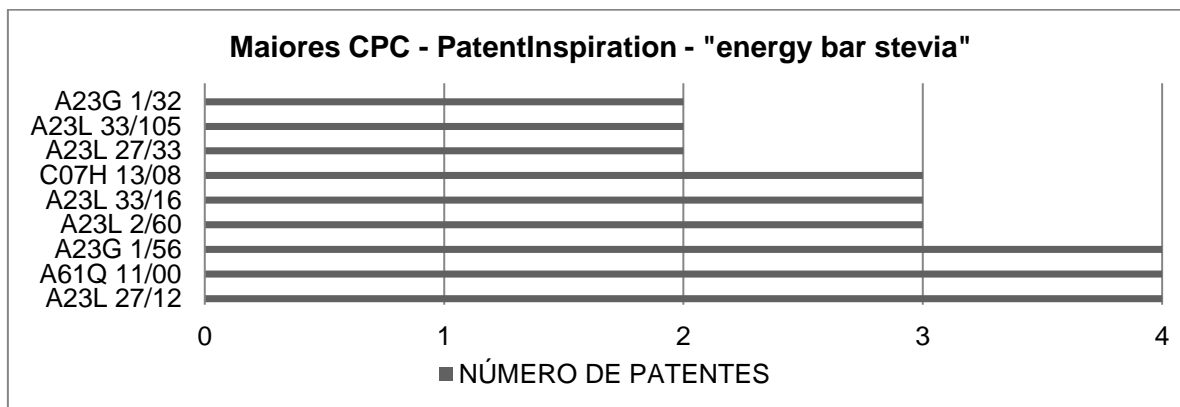 Maiores CPC - PatentInspiration - "energy bar stevia"
A23G 1/32
A23L 33/105
A23L 27/33
C07H 13/08
A23L 33/16
A23L 2/60
A23G 1/56
A61Q 11/00
A23L 27/12
0 1 2 3 4
NÚMERO DE PATENTES